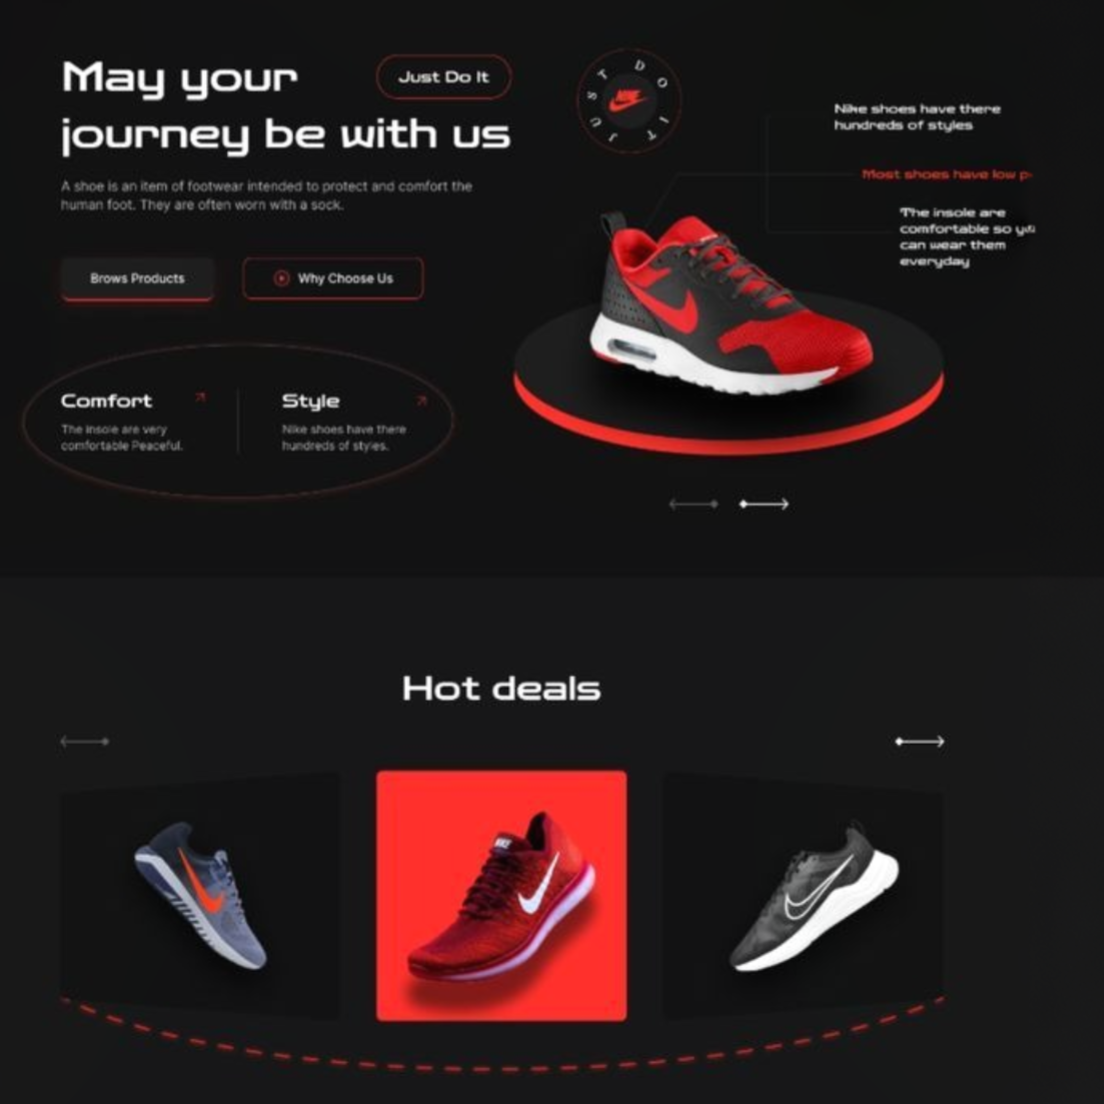 May your
Just Do It
journey be with us
A shoe is an item of footwear intended to protect and comfort the
human foot. They are often worn with a sock.
Brows Products
Why Choose Us
Comfort
The insole are very
comfortable Peaceful.
Style
Nike shoes have there
hundreds of styles.
JUST DO IT
Nike shoes have there
hundreds of styles
Most shoes have low
The insole are
comfortable so
can wear them
everyday
Hot deals